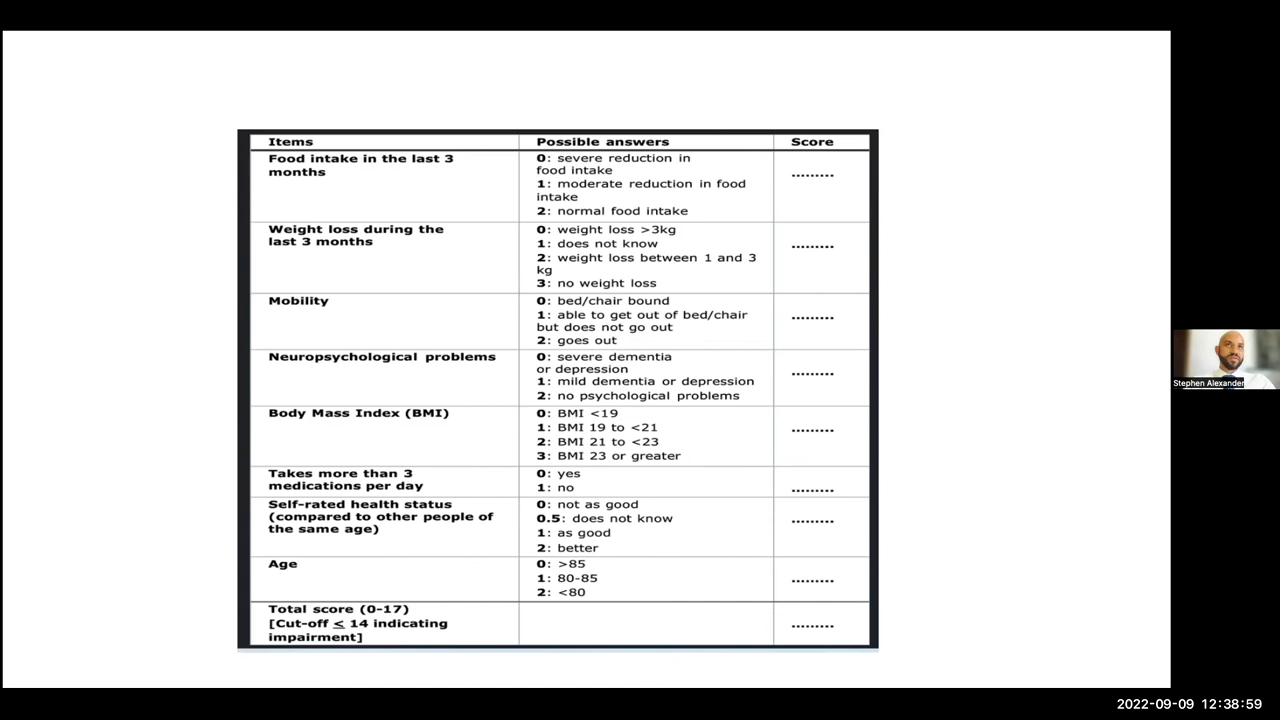 Items Possible answers Score
Food intake in the last 3
months
0: severe reduction in
food intake
1: moderate reduction in food
intake
2: normal food intake
.........
Weight loss during the
last 3 months
0: weight loss >3kg
1: does not know
2: weight loss between 1 and 3
kg
3: no weight loss
.........
Mobility
0: bed/chair bound
1: able to get out of bed/chair
but does not go out
2: goes out
.........
Neuropsychological problems
0: severe dementia
or depression
1: mild dementia or depression
2: no psychological problems
.........
Body Mass Index (BMI)
0: BMI <19
1: BMI 19 to <21
2: BMI 21 to <23
3: BMI 23 or greater
.........
Takes more than 3
medications per day
0: yes
1: no
.........
Self-rated health status
(compared to other people of
the same age)
0: not as good
0.5: does not know
1: as good
2: better
.........
Age
0: >85
1: 80-85
2: <80
.........
Total score (0-17)
[Cut-off ≤ 14 indicating
impairment]
.........
Stephen Alexander
2022-09-09 12:38:59